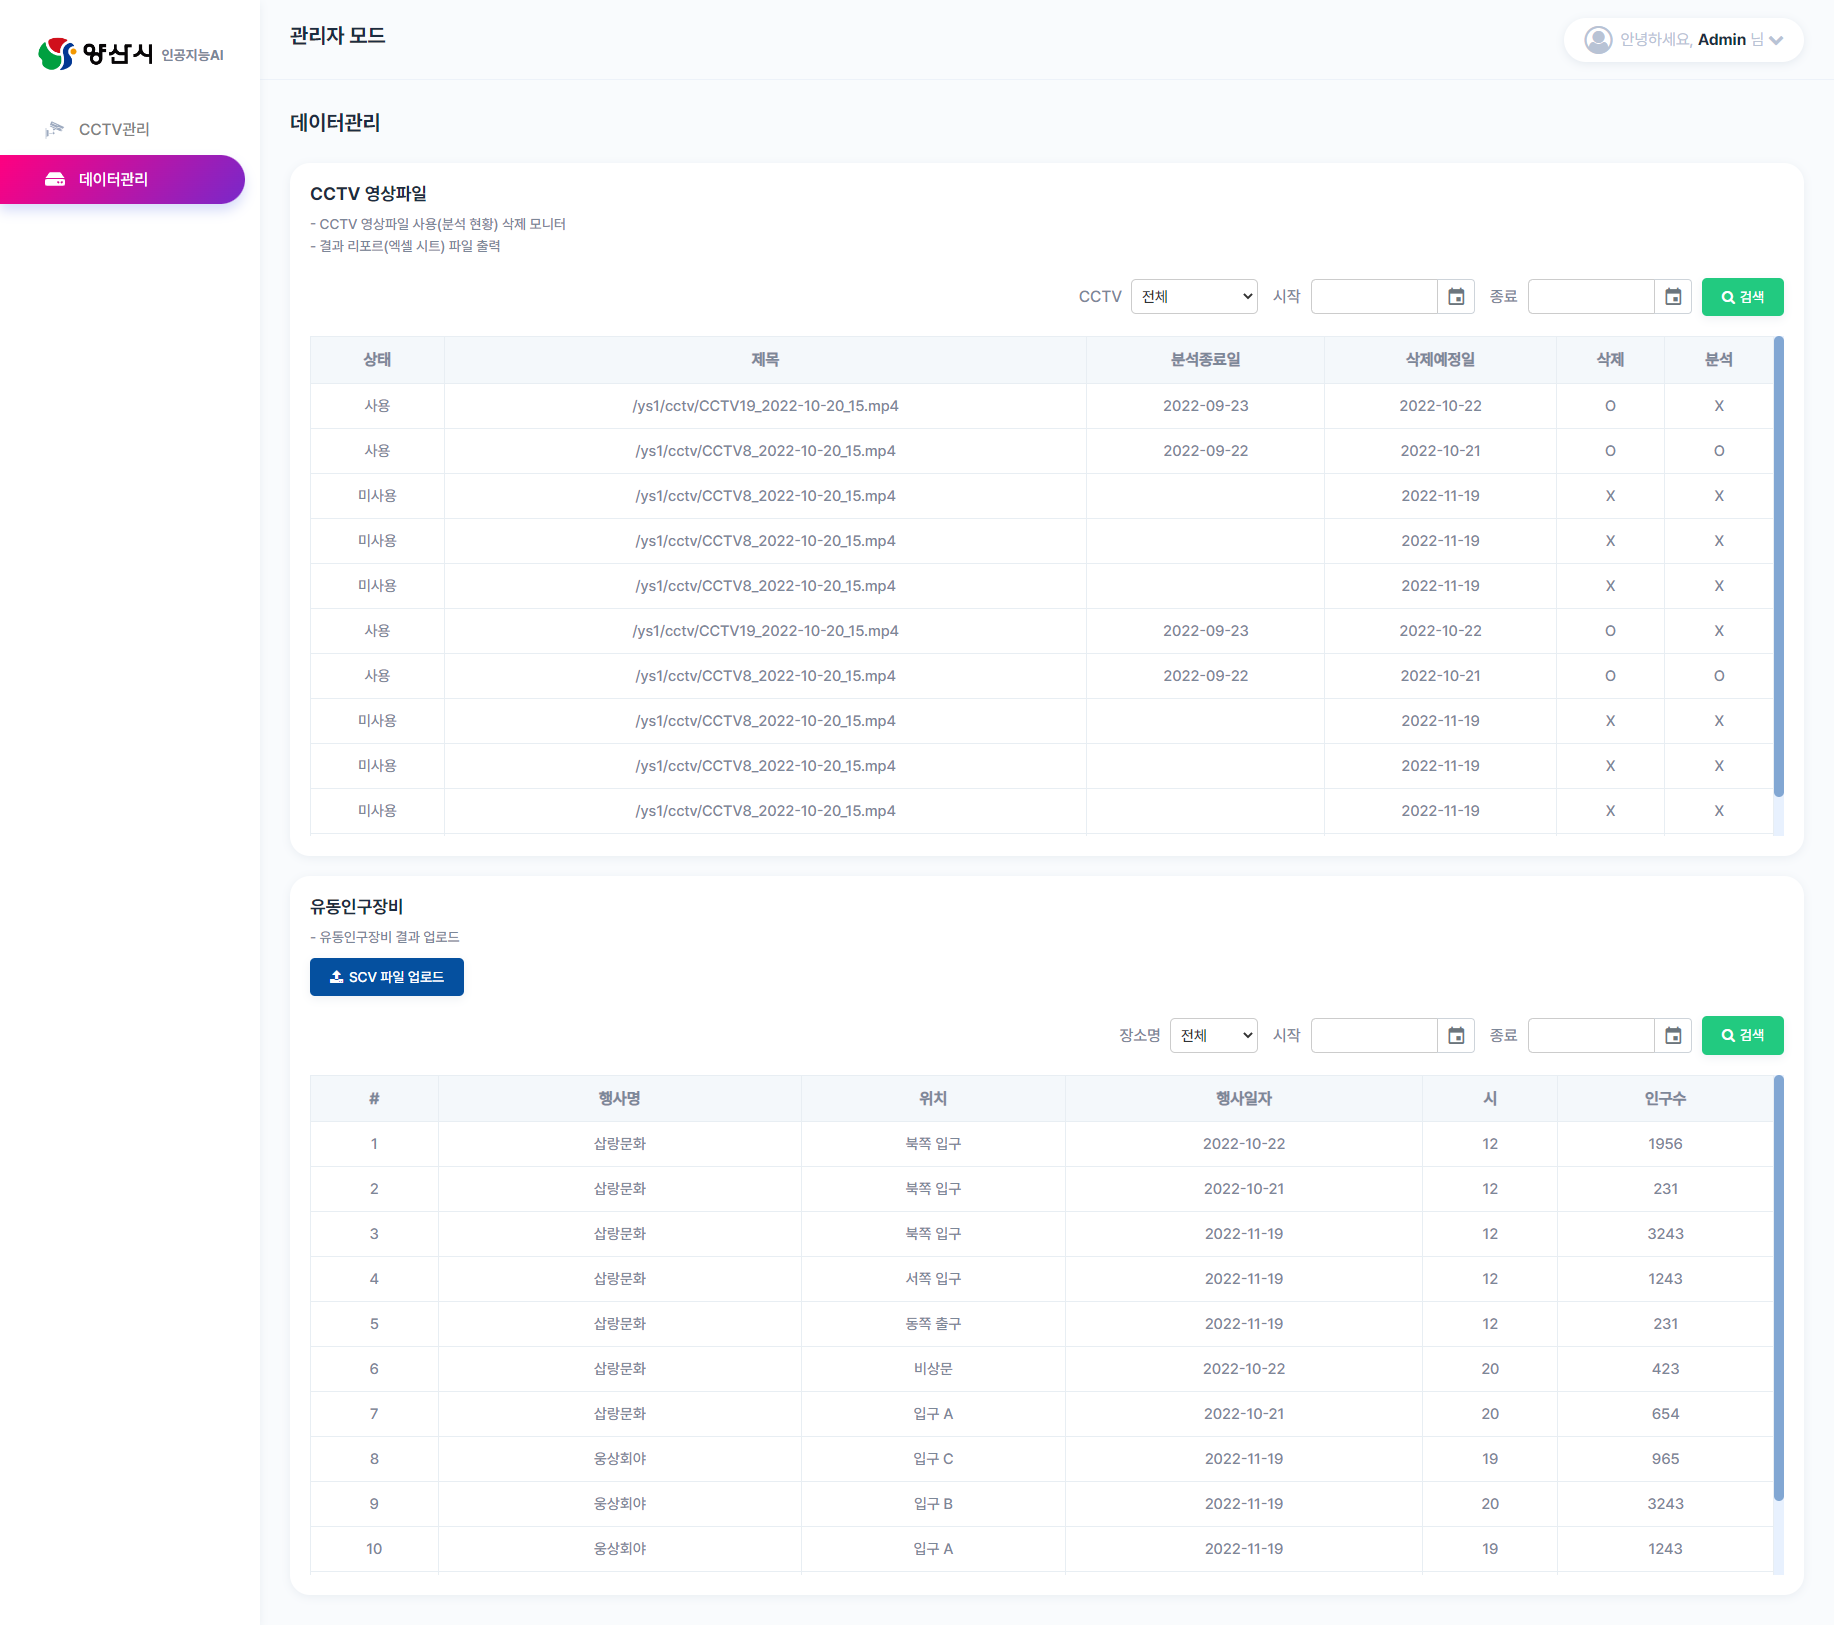 양산시 인공지능AI
관리자 모드
안녕하세요, Admin 님
CCTV관리
데이터관리
데이터관리
CCTV 영상파일
- CCTV 영상파일 사용(분석 현황) 삭제 모니터
- 결과 리포르(엑셀 시트) 파일 출력
CCTV 전체 시작 종료 검색
상태 제목 분석종료일 삭제예정일 삭제 분석
사용 /ys1/cctv/CCTV19_2022-10-20_15.mp4 2022-09-23 2022-10-22 O X
사용 /ys1/cctv/CCTV8_2022-10-20_15.mp4 2022-09-22 2022-10-21 O O
미사용 /ys1/cctv/CCTV8_2022-10-20_15.mp4 2022-11-19 X X
미사용 /ys1/cctv/CCTV8_2022-10-20_15.mp4 2022-11-19 X X
미사용 /ys1/cctv/CCTV8_2022-10-20_15.mp4 2022-11-19 X X
사용 /ys1/cctv/CCTV19_2022-10-20_15.mp4 2022-09-23 2022-10-22 O X
사용 /ys1/cctv/CCTV8_2022-10-20_15.mp4 2022-09-22 2022-10-21 O O
미사용 /ys1/cctv/CCTV8_2022-10-20_15.mp4 2022-11-19 X X
미사용 /ys1/cctv/CCTV8_2022-10-20_15.mp4 2022-11-19 X X
미사용 /ys1/cctv/CCTV8_2022-10-20_15.mp4 2022-11-19 X X
유동인구장비
- 유동인구장비 결과 업로드
SCV 파일 업로드
장소명 전체 시작 종료 검색
# 행사명 위치 행사일자 시 인구수
1 삽랑문화 북쪽 입구 2022-10-22 12 1956
2 삽랑문화 북쪽 입구 2022-10-21 12 231
3 삽랑문화 북쪽 입구 2022-11-19 12 3243
4 삽랑문화 서쪽 입구 2022-11-19 12 1243
5 삽랑문화 동쪽 출구 2022-11-19 12 231
6 삽랑문화 비상문 2022-10-22 20 423
7 삽랑문화 입구 A 2022-10-21 20 654
8 웅상회야 입구 C 2022-11-19 19 965
9 웅상회야 입구 B 2022-11-19 20 3243
10 웅상회야 입구 A 2022-11-19 19 1243